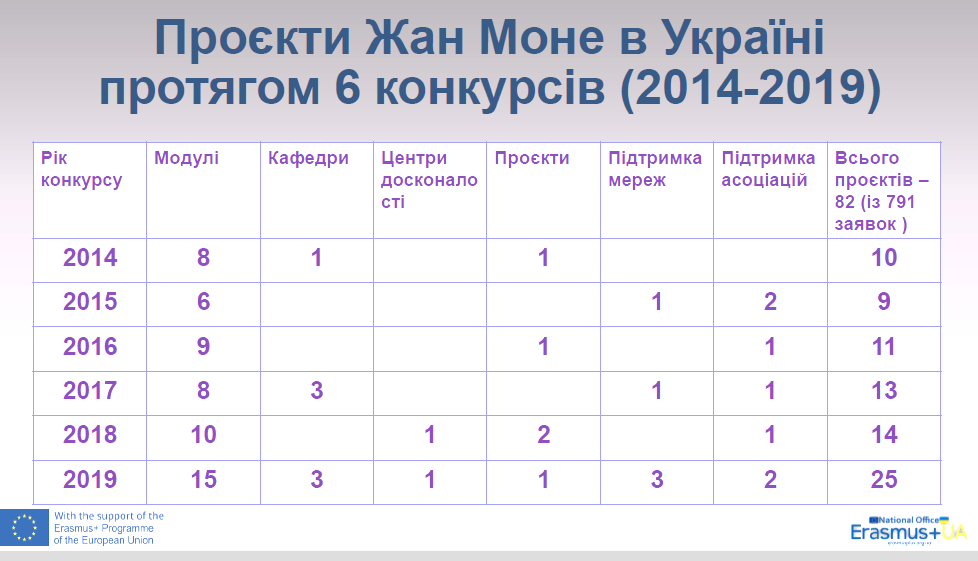 Проєкти Жан Моне в Україні
протягом 6 конкурсів (2014-2019)
Рік конкурсу Модулі Кафедри Центри досконало сті Проєкти Підтримка мереж Підтримка асоціацій Всього проєктів – 82 (із 791 заявок )
2014 8 1 1 10
2015 6 1 2 9
2016 9 1 1 11
2017 8 3 1 1 13
2018 10 1 2 1 14
2019 15 3 1 1 3 2 25
With the support of the
Erasmus+ Programme
of the European Union
National Office
Erasmus+UA